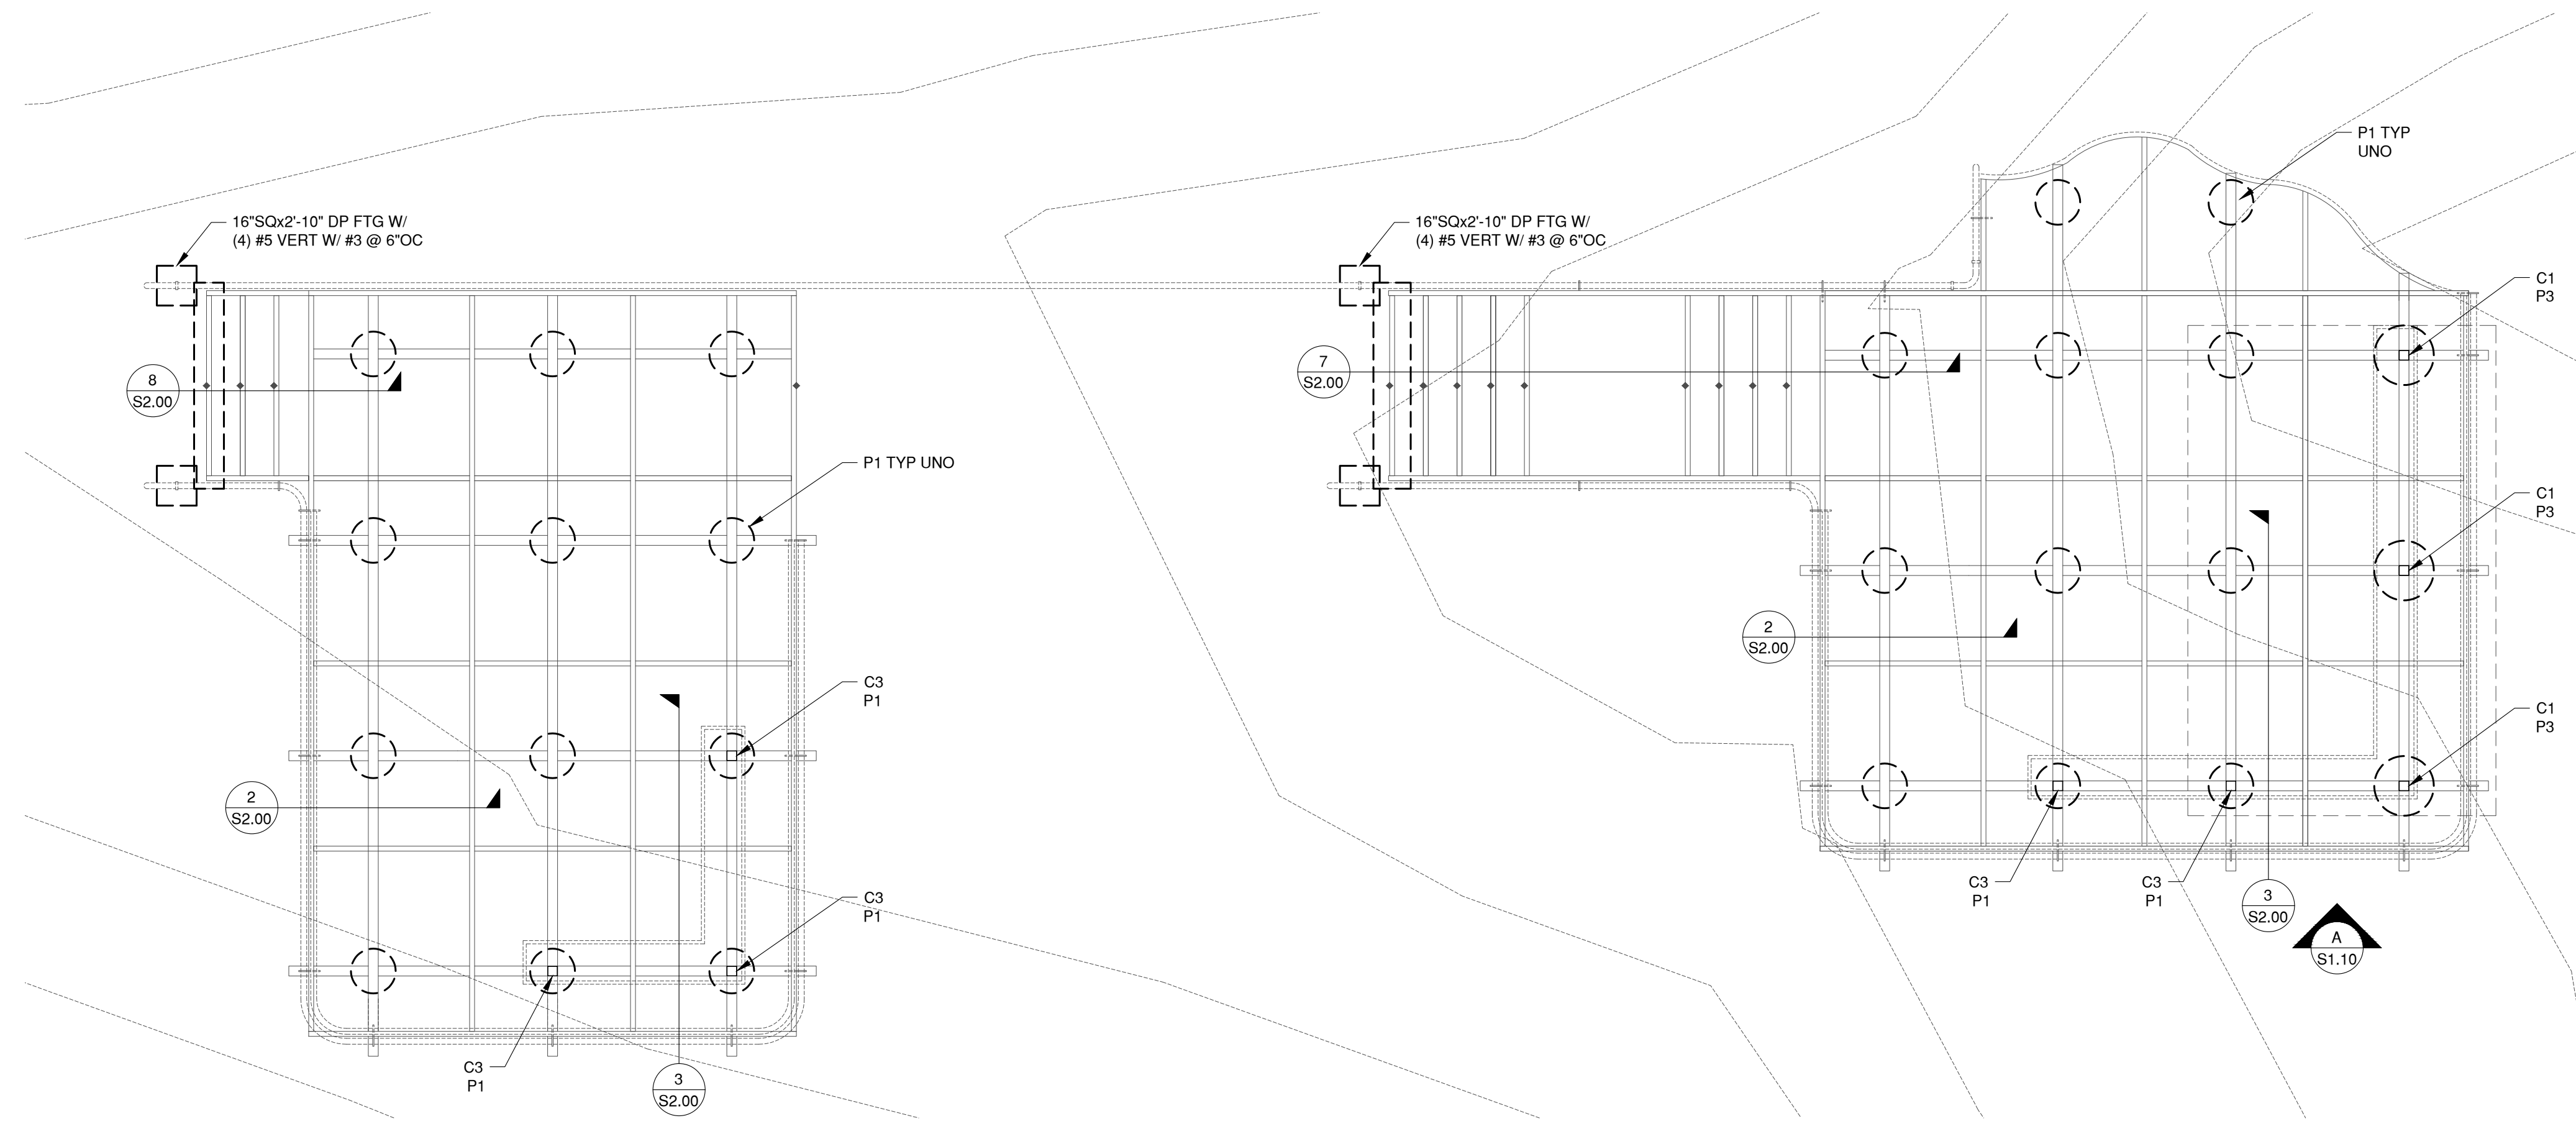 P1 TYP
UNO
16"SQx2'-10" DP FTG W/
(4) #5 VERT W/ #3 @ 6"OC
16"SQx2'-10" DP FTG W/
(4) #5 VERT W/ #3 @ 6"OC
C1
P3
7
S2.00
8
S2.00
P1 TYP UNO
C1
P3
2
S2.00
C3
P1
C1
P3
2
S2.00
C3
P1
C3
P1
C3
P1
3
S2.00
A
S1.10
C3
P1
3
S2.00